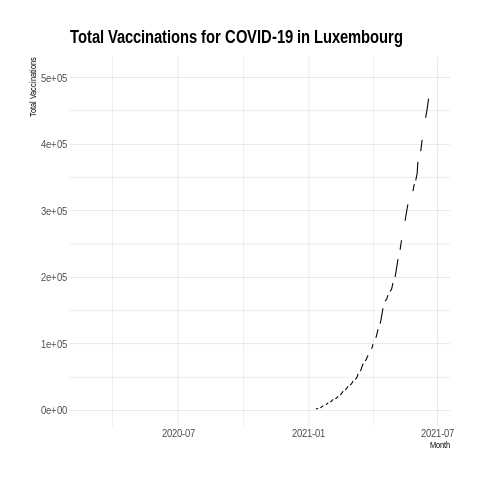 Total Vaccinations for COVID-19 in Luxembourg
Total Vaccinations
5e+05
4e+05
3e+05
2e+05
1e+05
0e+00
2020-07
2021-01
2021-07
Month